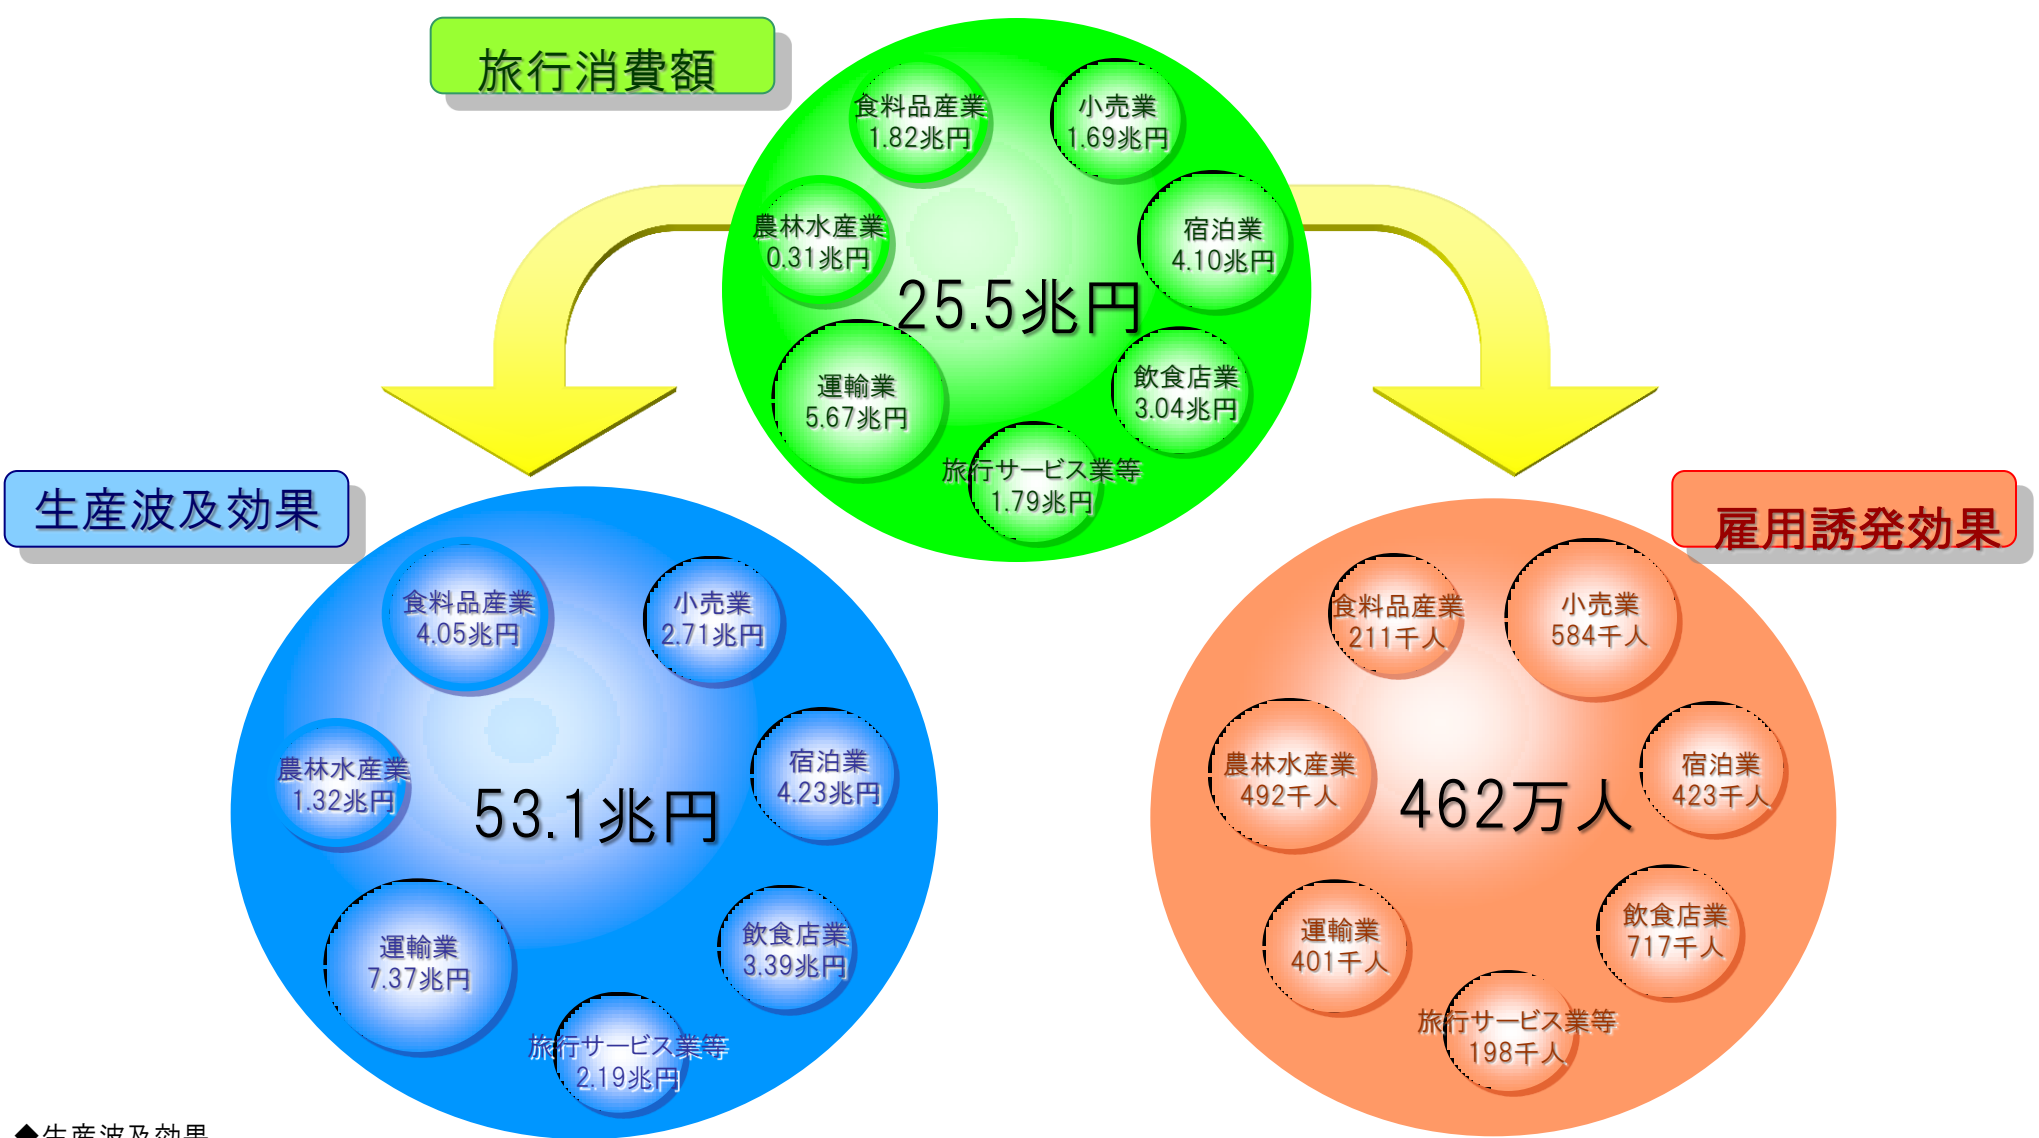 旅行消費額
食料品産業
1.82兆円
小売業
1.69兆円
農林水産業
0.31兆円
宿泊業
4.10兆円
25.5兆円
運輸業
5.67兆円
飲食店業
3.04兆円
旅行サービス業等
1.79兆円
生産波及効果
食料品産業
4.05兆円
小売業
2.71兆円
農林水産業
1.32兆円
宿泊業
4.23兆円
53.1兆円
運輸業
7.37兆円
飲食店業
3.39兆円
旅行サービス業等
2.19兆円
雇用誘発効果
食料品産業
211千人
小売業
584千人
農林水産業
492千人
宿泊業
423千人
462万人
運輸業
401千人
飲食店業
717千人
旅行サービス業等
198千人
◆生産波及効果